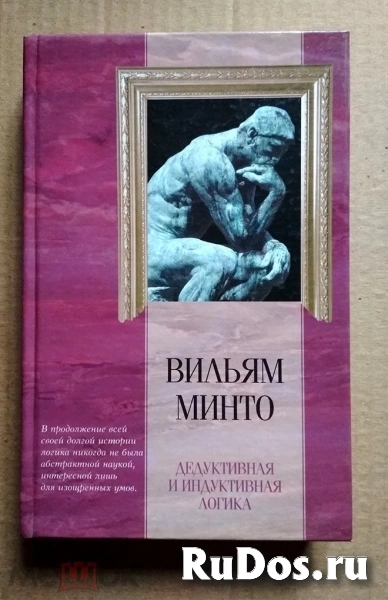 ВИЛЬЯМ
МИНТО
В продолжение всей
своей долгой истории
логика никогда не была
абстрактной наукой,
интересной лишь
для изощренных умов.
ДЕДУКТИВНАЯ
И ИНДУКТИВНАЯ
ЛОГИКА
RuDos.ru